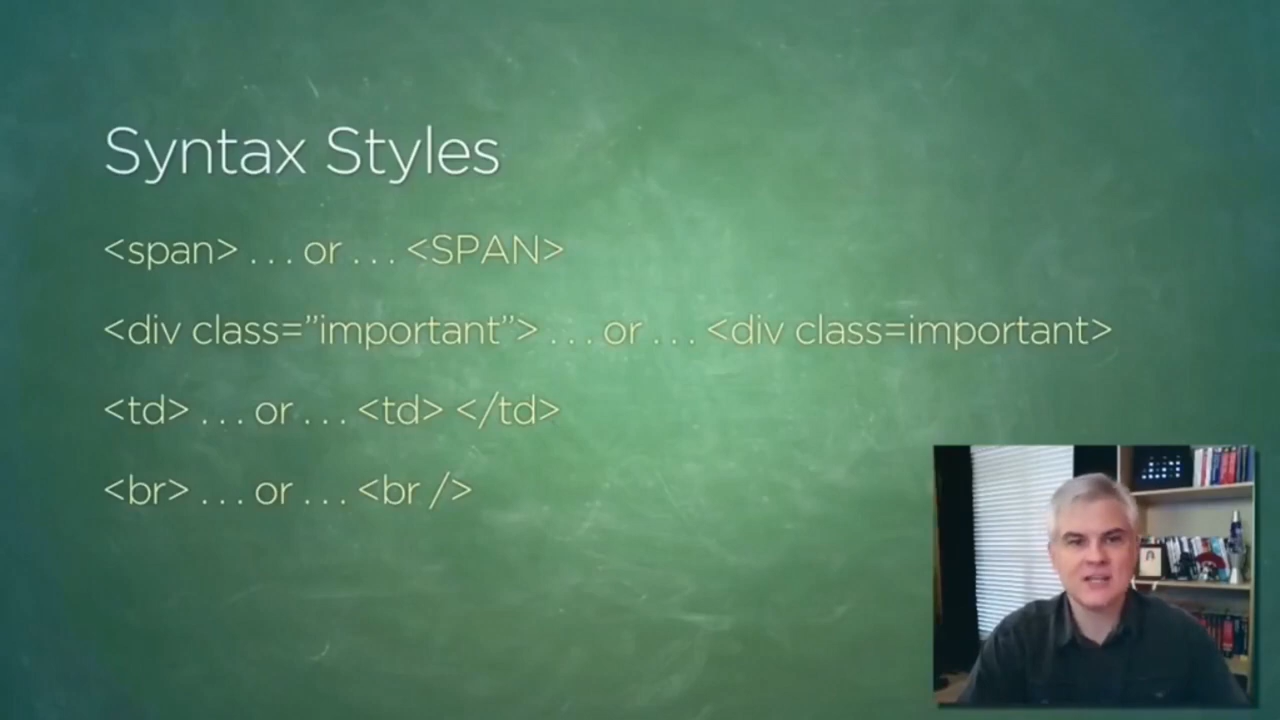 Syntax Styles
<span> . . . or . . . <SPAN>
<div class=”important”> . . . or . . . <div class=important>
<td> . . . or . . . <td> </td>
<br> . . . or . . . <br />